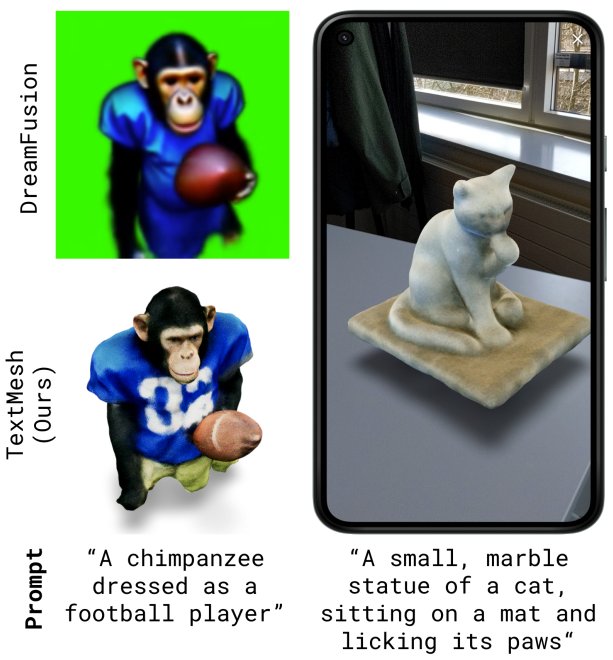 DreamFusion
TextMesh
(Ours)
Prompt
“A chimpanzee
dressed as a
football player”
“A small, marble
statue of a cat,
sitting on a mat and
licking its paws“
32